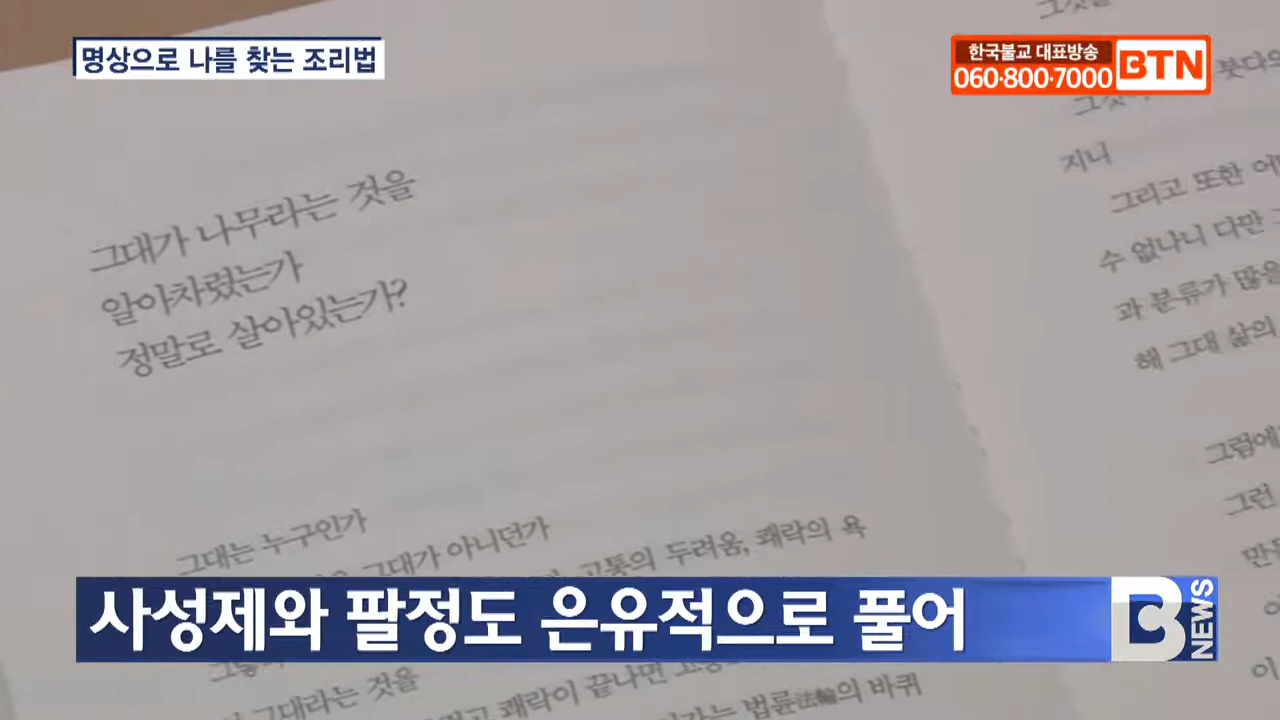 명상으로 나를 찾는 조리법
한국불교 대표방송
060·800·7000
BTN
그대가 나무라는 것을
알아차렸는가
정말로 살아있는가?
그대는 누구인가
그대가 아니던가
고통의 두려움, 쾌락의 욕
그대라는 것을
쾌락이 끝나면
법륜法輪의 바퀴
지니
그리고 또한
수 없나니 다만
과 분류가 많을
해 그대 삶의
그럼에
그런
사성제와 팔정도 은유적으로 풀어
B NEWS